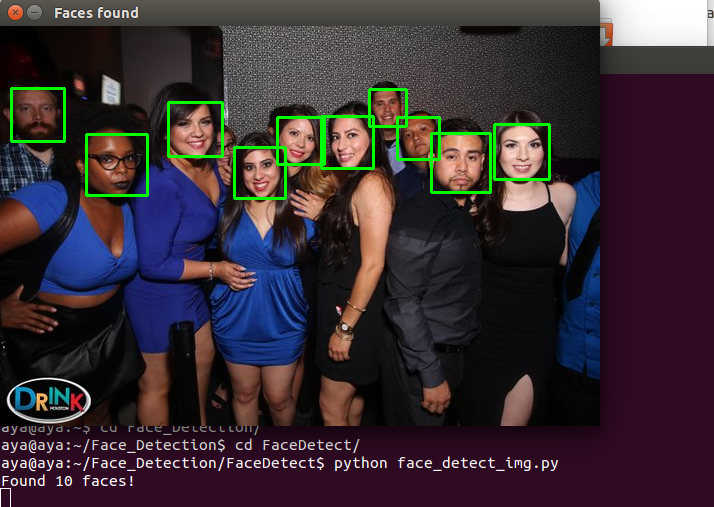 Faces found
a
DRINK
HOUSTON
aya@aya:~$ cd Face_Detection/
aya@aya:~/Face_Detection$ cd FaceDetect/
aya@aya:~/Face_Detection/FaceDetect$ python face_detect_img.py
Found 10 faces!